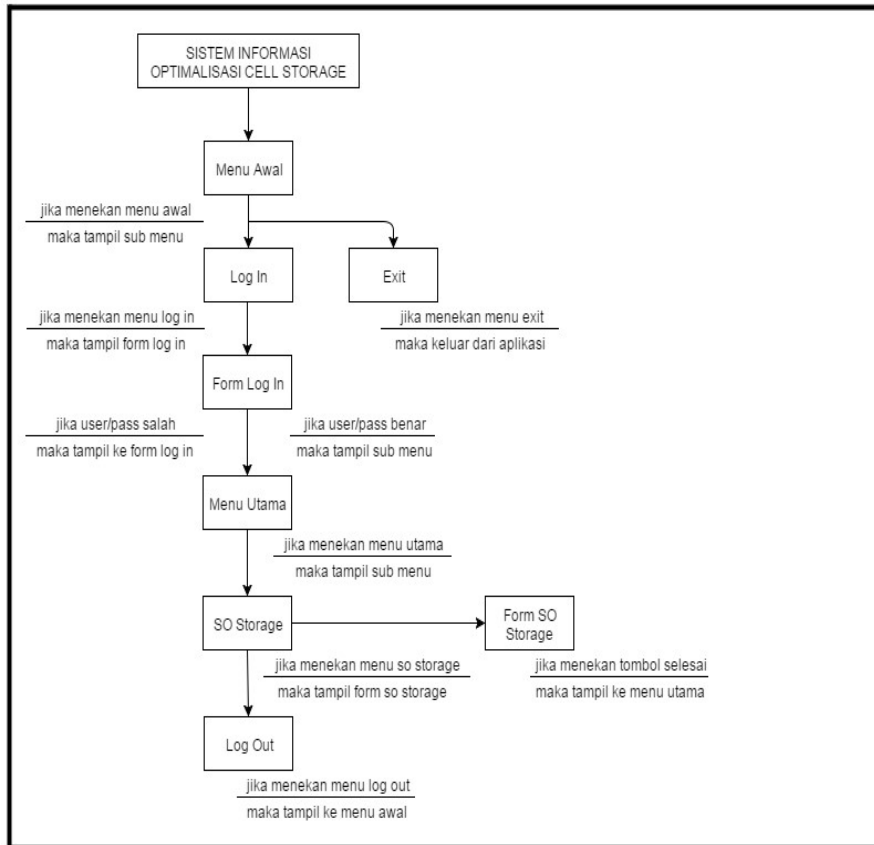 SISTEM INFORMASI
OPTIMALISASI CELL STORAGE
Menu Awal
jika menekan menu awal
maka tampil sub menu
Log In
Exit
jika menekan menu log in
maka tampil form log in
jika menekan menu exit
maka keluar dari aplikasi
Form Log In
jika user/pass salah
maka tampil ke form log in
jika user/pass benar
maka tampil sub menu
Menu Utama
jika menekan menu utama
maka tampil sub menu
SO Storage
Form SO
Storage
jika menekan menu so storage
maka tampil form so storage
jika menekan tombol selesai
maka tampil ke menu utama
Log Out
jika menekan menu log out
maka tampil ke menu awal